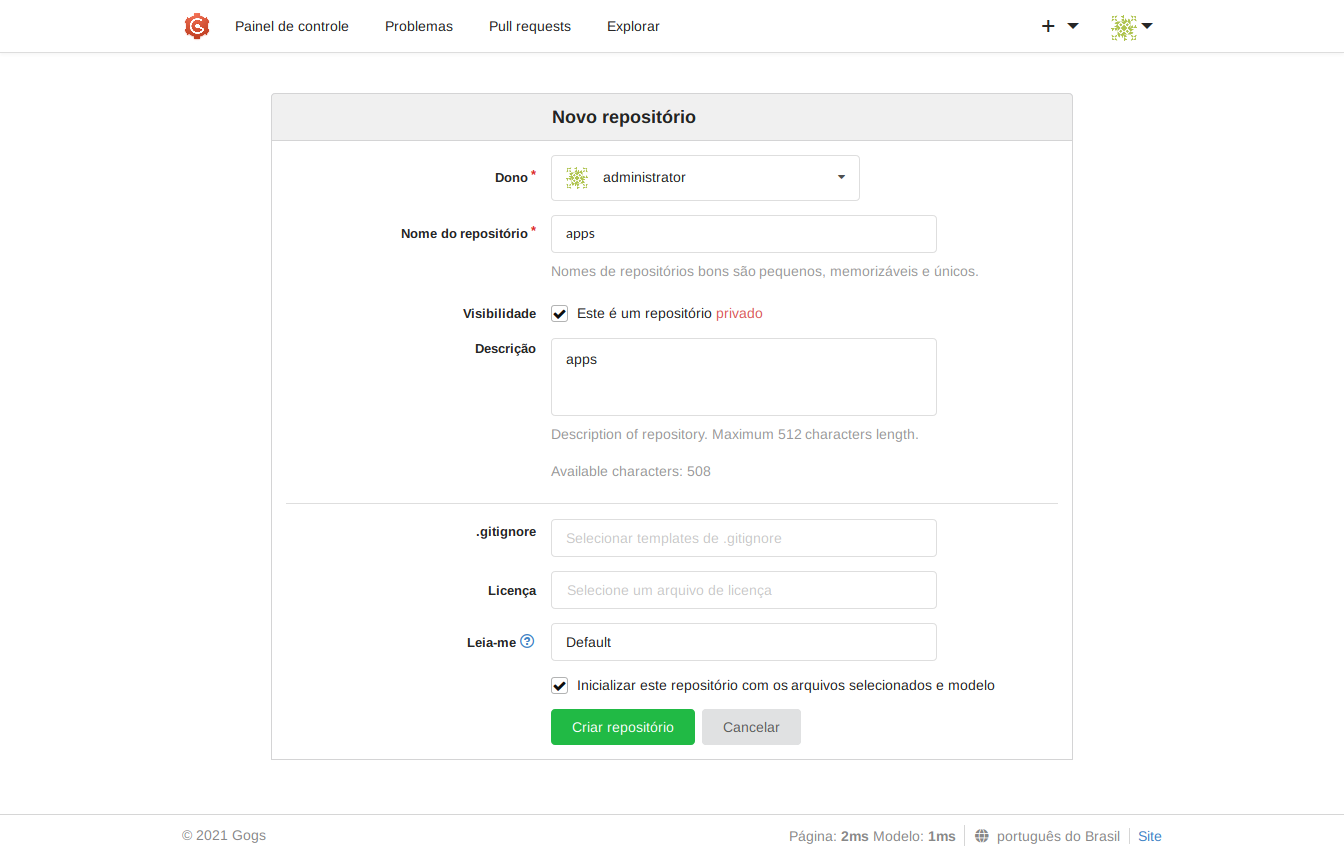 Painel de controle Problemas Pull requests Explorar
Novo repositório
Dono * administrator
Nome do repositório * apps
Nomes de repositórios bons são pequenos, memorizáveis e únicos.
Visibilidade Este é um repositório privado
Descrição apps
Description of repository. Maximum 512 characters length.
Available characters: 508
.gitignore Selecionar templates de .gitignore
Licença Selecione um arquivo de licença
Leia-me Default
Inicializar este repositório com os arquivos selecionados e modelo
Criar repositório Cancelar
© 2021 Gogs Página: 2ms Modelo: 1ms português do Brasil Site